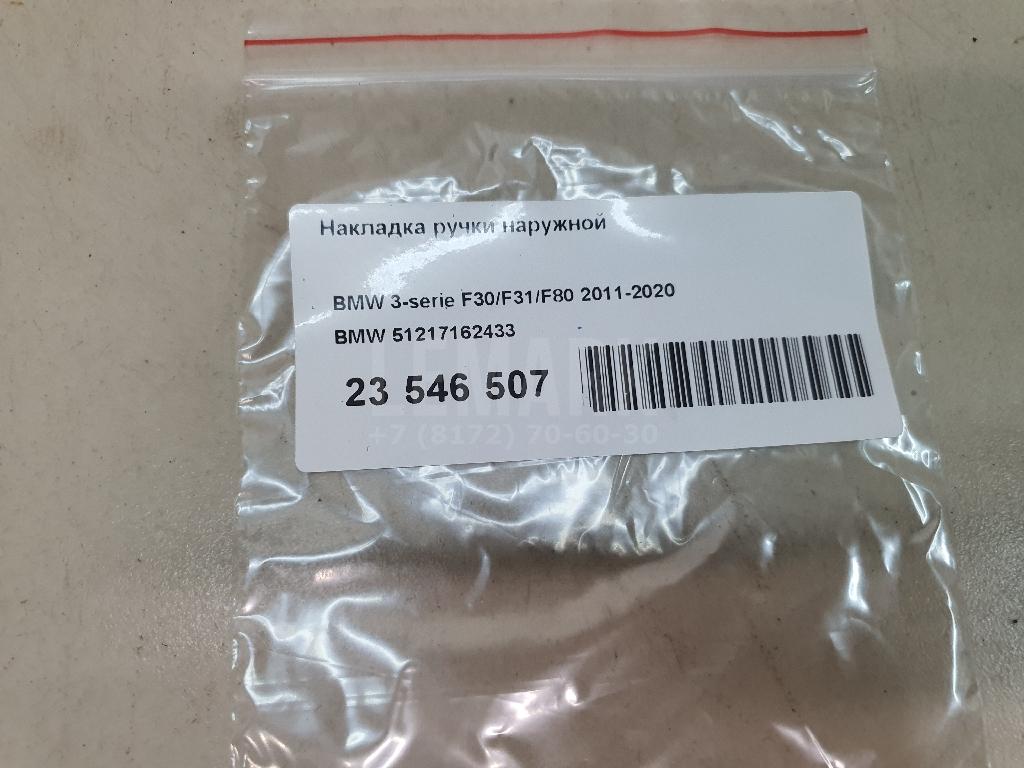 Накладка ручки наружной
BMW 3-serie F30/F31/F80 2011-2020
BMW 51217162433
23 546 507
+7 (8172) 70-60-30